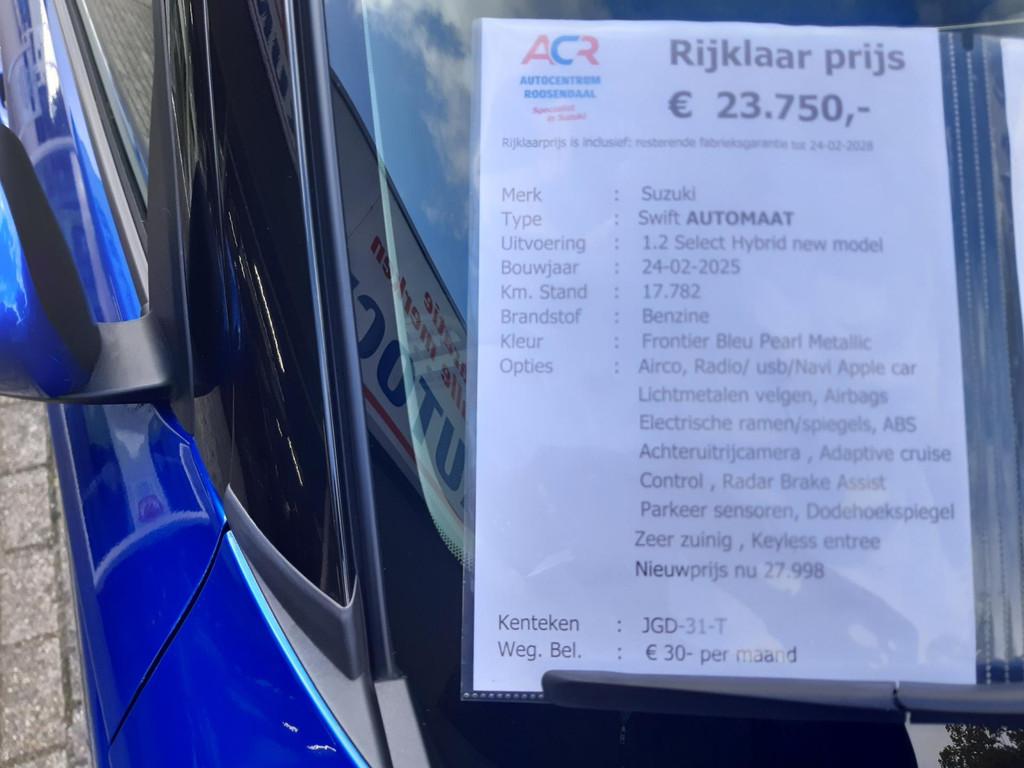 ACR
AUTOCENTRUM
ROOSENDAAL
Specialist
in Suzuki
Rijklaar prijs
€ 23.750,-
Rijklaarprijs is inclusief: resterende fabrieksgarantie tot 24-02-2028
Merk : Suzuki
Type : Swift AUTOMAAT
Uitvoering : 1.2 Select Hybrid new model
Bouwjaar : 24-02-2025
Km. Stand : 17.782
Brandstof : Benzine
Kleur : Frontier Bleu Pearl Metallic
Opties : Airco, Radio/ usb/Navi Apple car
Lichtmetalen velgen, Airbags
Electrische ramen/spiegels, ABS
Achteruitrijcamera , Adaptive cruise
Control , Radar Brake Assist
Parkeer sensoren, Dodehoekspiegel
Zeer zuinig , Keyless entree
Nieuwprijs nu 27.998
Kenteken : JGD-31-T
Weg. Bel. : € 30- per maand